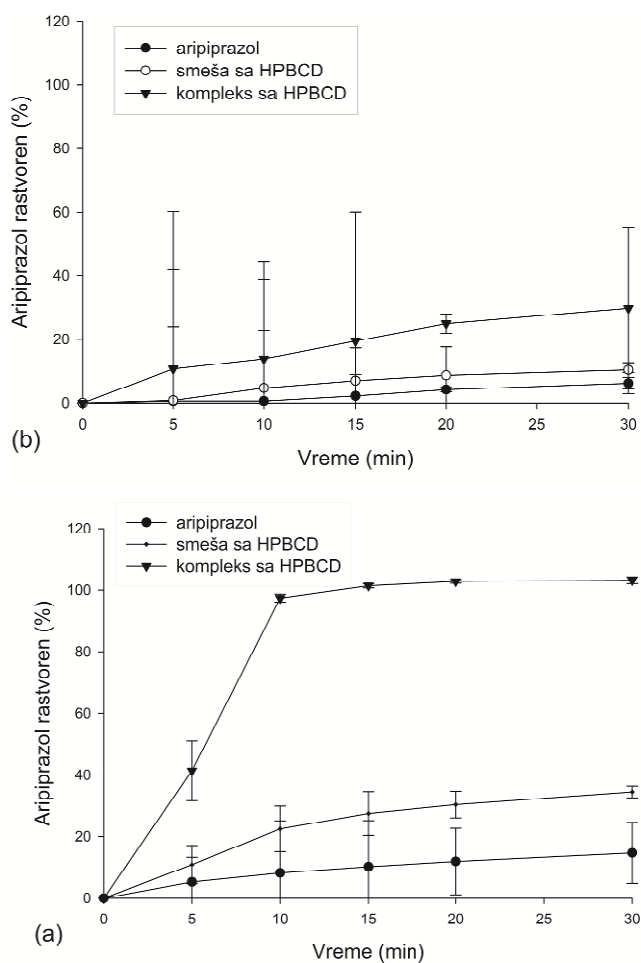 120
100
80
60
40
20
0
Aripiprazol rastvoren (%)
aripiprazol
smeša sa HPBCD
kompleks sa HPBCD
0 5 10 15 20 25 30
Vreme (min)
(b)
120
100
80
60
40
20
0
Aripiprazol rastvoren (%)
aripiprazol
smeša sa HPBCD
kompleks sa HPBCD
0 5 10 15 20 25 30
Vreme (min)
(a)